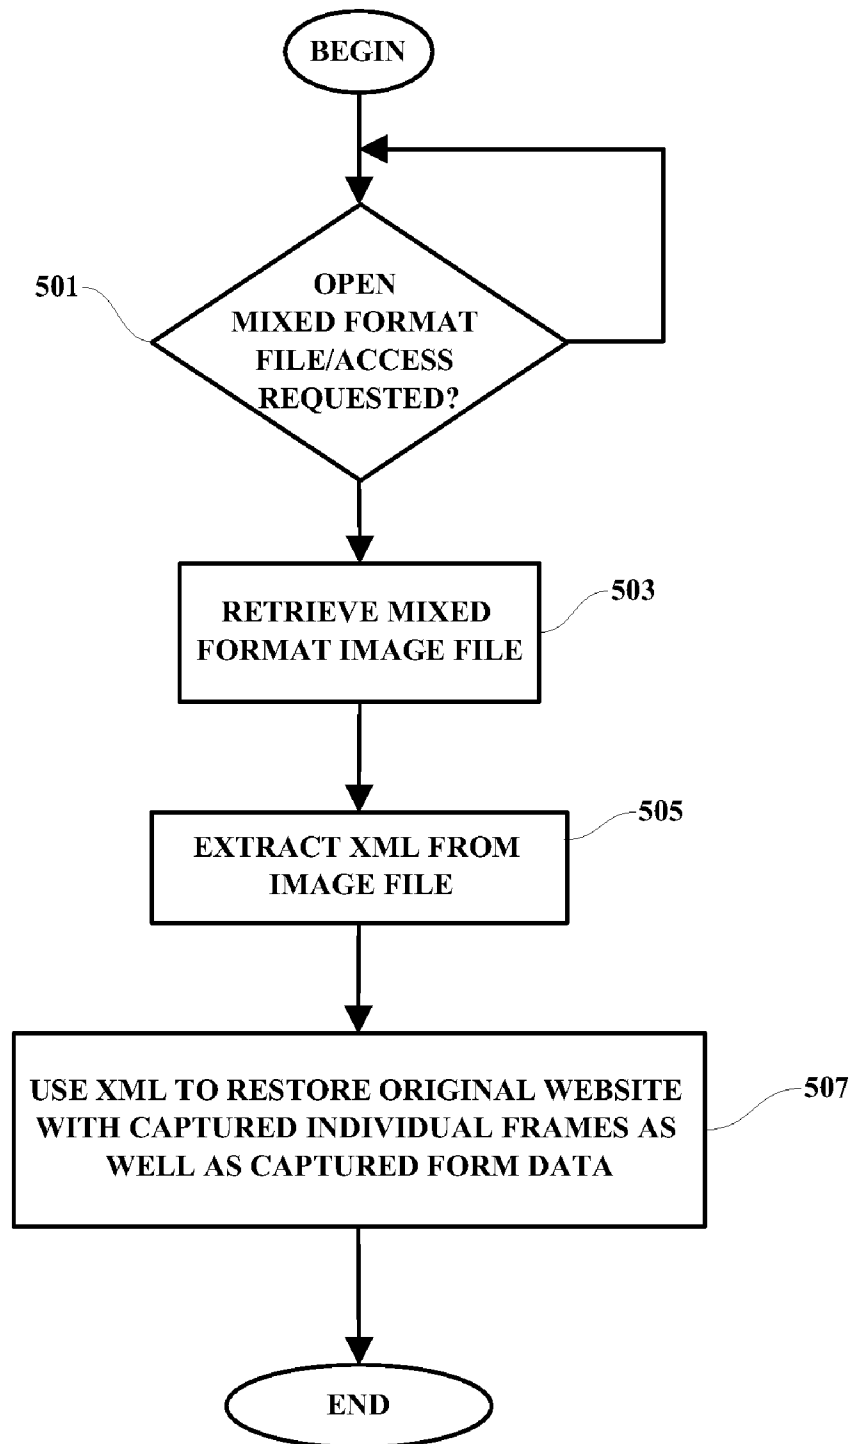 BEGIN
501
OPEN
MIXED FORMAT
FILE/ACCESS
REQUESTED?
503
RETRIEVE MIXED
FORMAT IMAGE FILE
505
EXTRACT XML FROM
IMAGE FILE
507
USE XML TO RESTORE ORIGINAL WEBSITE
WITH CAPTURED INDIVIDUAL FRAMES AS
WELL AS CAPTURED FORM DATA
END